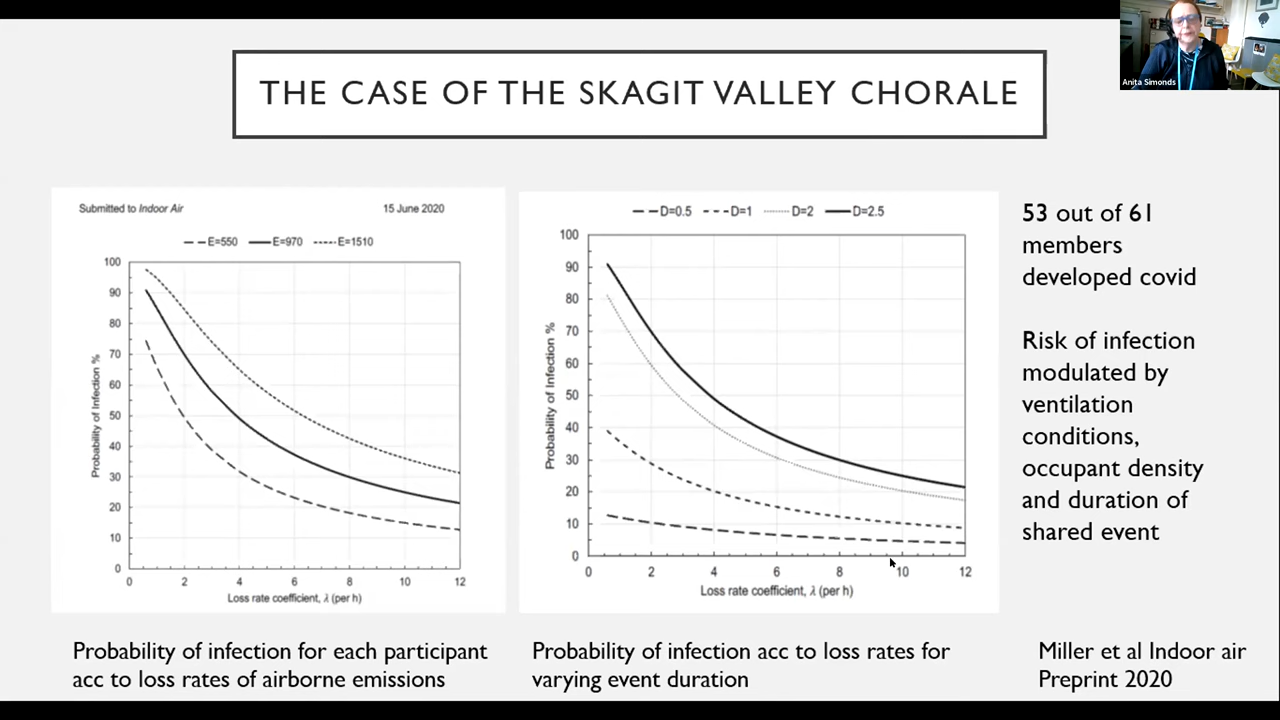 Anita Simonds
THE CASE OF THE SKAGIT VALLEY CHORALE
Submitted to Indoor Air 15 June 2020
E=550 E=970 E=1510
100
90
80
70
60
50
40
30
20
10
0
Probability of Infection %
0 2 4 6 8 10 12
Loss rate coefficient, λ (per h)
D=0.5 D=1 D=2 D=2.5
100
90
80
70
60
50
40
30
20
10
0
Probability of Infection %
0 2 4 6 8 10 12
Loss rate coefficient, λ (per h)
53 out of 61
members
developed covid
Risk of infection
modulated by
ventilation
conditions,
occupant density
and duration of
shared event
Probability of infection for each participant
acc to loss rates of airborne emissions
Probability of infection acc to loss rates for
varying event duration
Miller et al Indoor air
Preprint 2020